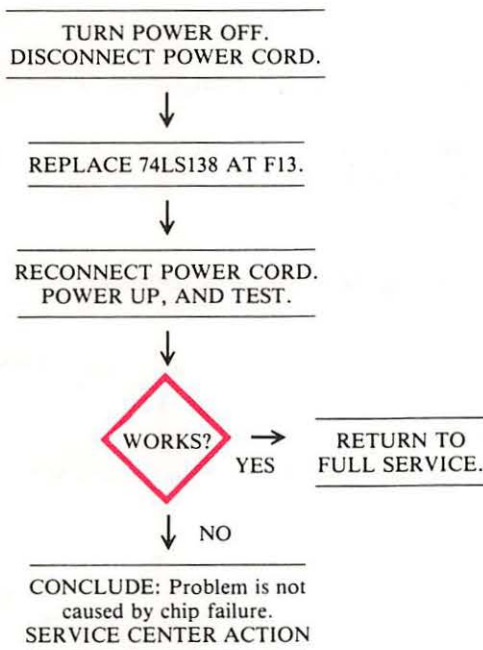 TURN POWER OFF.
DISCONNECT POWER CORD.
REPLACE 74LS138 AT F13.
RECONNECT POWER CORD.
POWER UP, AND TEST.
WORKS?
YES
RETURN TO
FULL SERVICE.
NO
CONCLUDE: Problem is not
caused by chip failure.
SERVICE CENTER ACTION